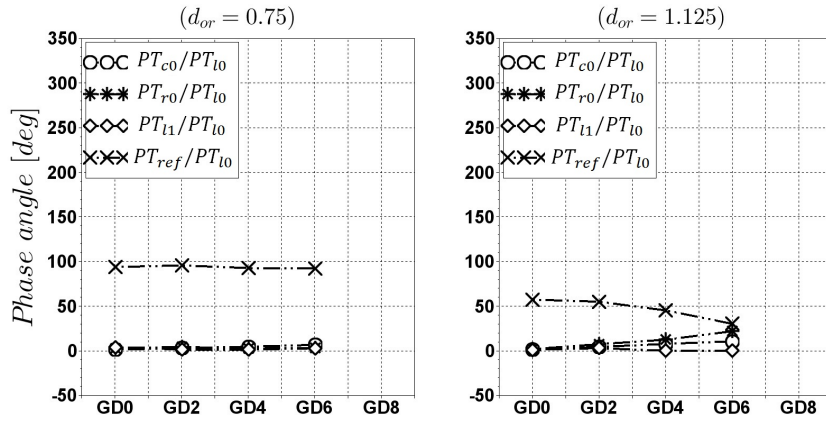 (d_or = 0.75)
350
300
250
200
150
100
50
0
-50
Phase angle [deg]
PT_c0/PT_l0
PT_r0/PT_l0
PT_l1/PT_l0
PT_ref/PT_l0
GD0 GD2 GD4 GD6 GD8
(d_or = 1.125)
350
300
250
200
150
100
50
0
-50
PT_c0/PT_l0
PT_r0/PT_l0
PT_l1/PT_l0
PT_ref/PT_l0
GD0 GD2 GD4 GD6 GD8